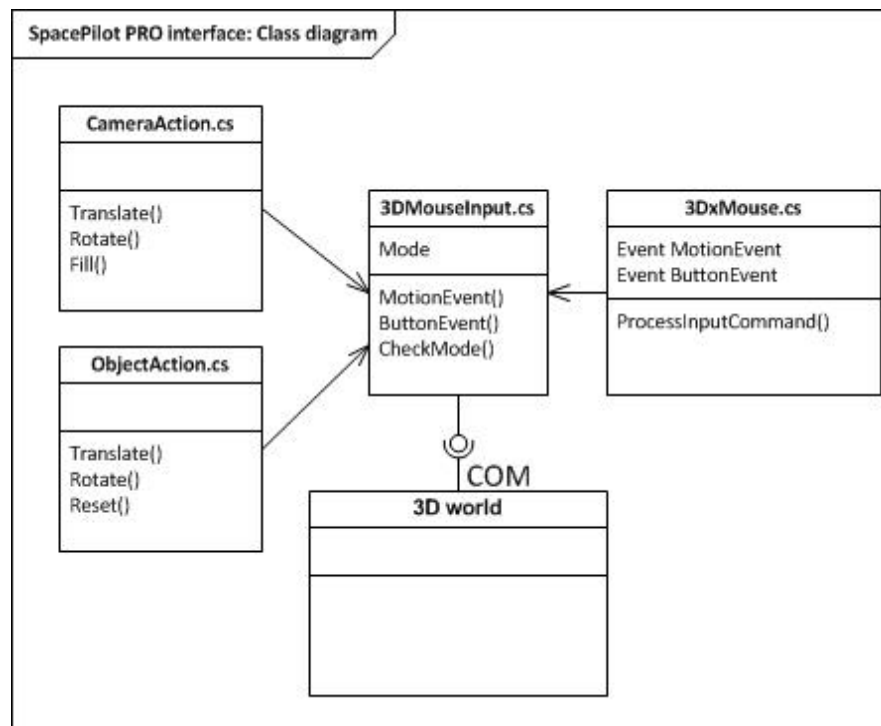 SpacePilot PRO interface: Class diagram
CameraAction.cs
Translate()
Rotate()
Fill()
3DMouseInput.cs
Mode
MotionEvent()
ButtonEvent()
CheckMode()
3DxMouse.cs
Event MotionEvent
Event ButtonEvent
ProcessInputCommand()
ObjectAction.cs
Translate()
Rotate()
Reset()
COM
3D world